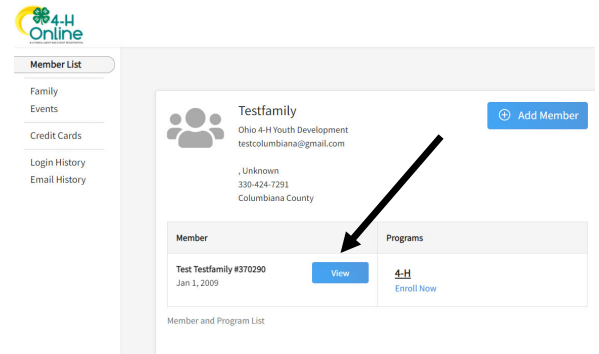 4-H
Online
Member List
Family
Events
Credit Cards
Login History
Email History
Testfamily
Ohio 4-H Youth Development
testcolumbiana@gmail.com
, Unknown
330-424-7291
Columbiana County
Add Member
Member
Programs
Test Testfamily #370290
Jan 1, 2009
View
4-H
Enroll Now
Member and Program List